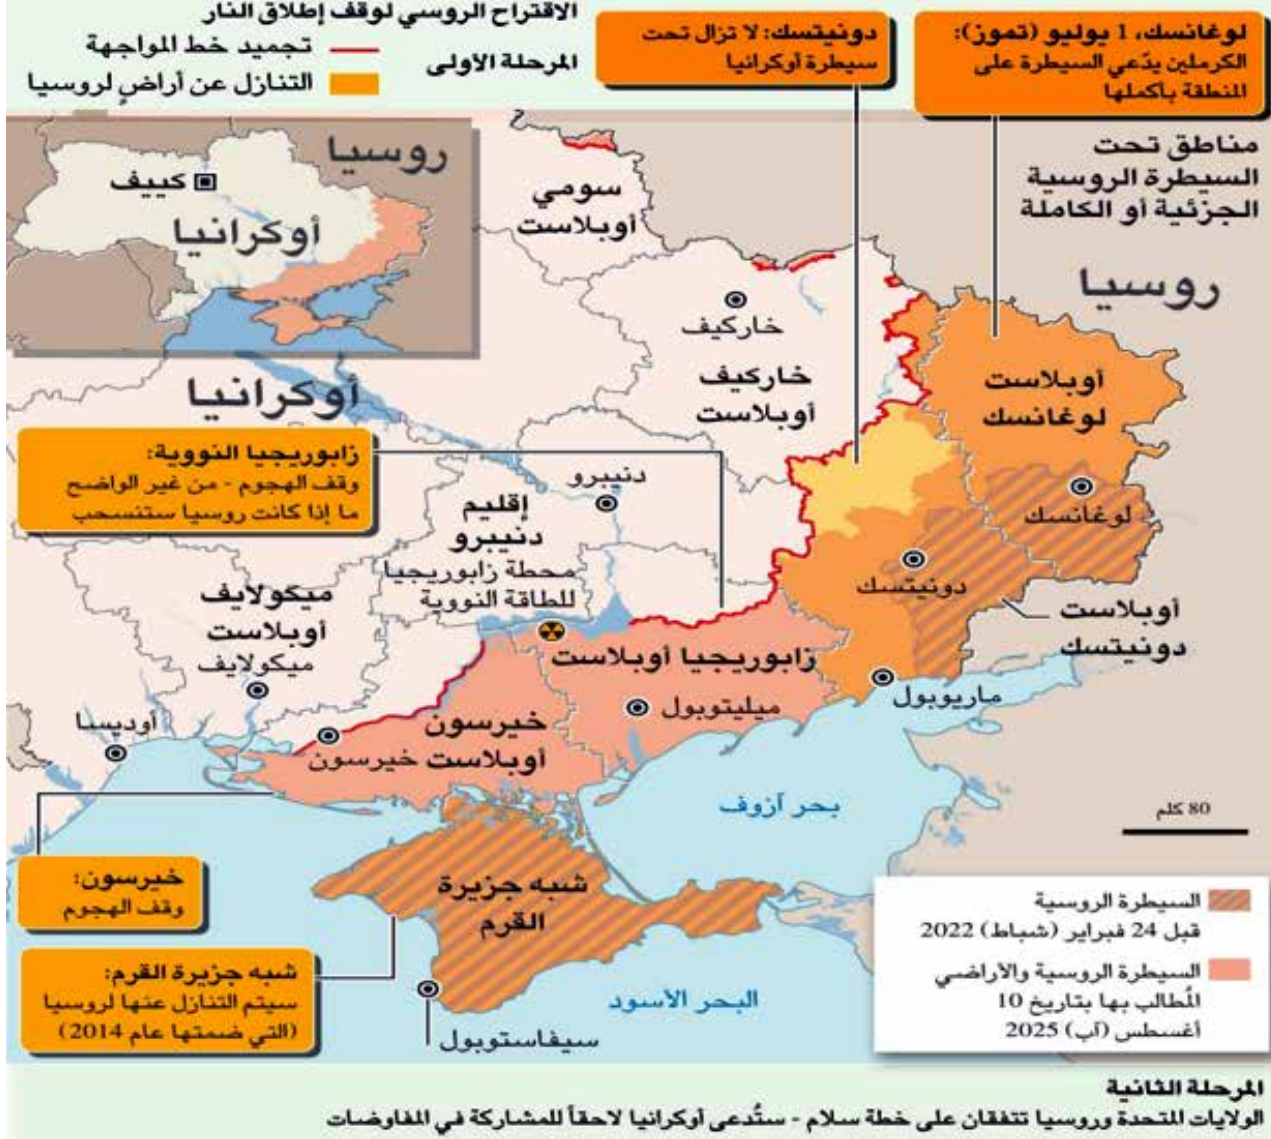 الاقتراح الروسي لوقف إطلاق النار
المرحلة الأولى
تجميد خط المواجهة
التنازل عن أراضٍ لروسيا
دونيتسك: لا تزال تحت
سيطرة أوكرانيا
لوغانسك، 1 يوليو (تموز):
الكرملين يدّعي السيطرة على
المنطقة بأكملها
مناطق تحت
السيطرة الروسية
الجزئية أو الكاملة
روسيا
كييف
أوكرانيا
سومي
أوبلاست
روسيا
خاركيف
خاركيف
أوبلاست
أوبلاست
لوغانسك
أوكرانيا
زابوريجيا النووية:
وقف الهجوم - من غير الواضح
ما إذا كانت روسيا ستنسحب
دنيبرو
إقليم
دنيبرو
محطة زابوريجيا
للطاقة النووية
لوغانسك
دونيتسك
أوبلاست
دونيتسك
ميكولايف
أوبلاست
ميكولايف
زابوريجيا أوبلاست
ميليتوبول
ماريوبول
أوديسا
خيرسون
أوبلاست
خيرسون
بحر آزوف
80 كلم
خيرسون:
وقف الهجوم
شبه جزيرة
القرم
شبه جزيرة القرم:
سيتم التنازل عنها لروسيا
(التي ضمتها عام 2014)
سيفاستوبول
البحر الأسود
السيطرة الروسية
قبل 24 فبراير (شباط) 2022
السيطرة الروسية والأراضي
المُطالب بها بتاريخ 10
أغسطس (آب) 2025
المرحلة الثانية
الولايات المتحدة وروسيا تتفقان على خطة سلام - ستُدعى أوكرانيا لاحقاً للمشاركة في المفاوضات